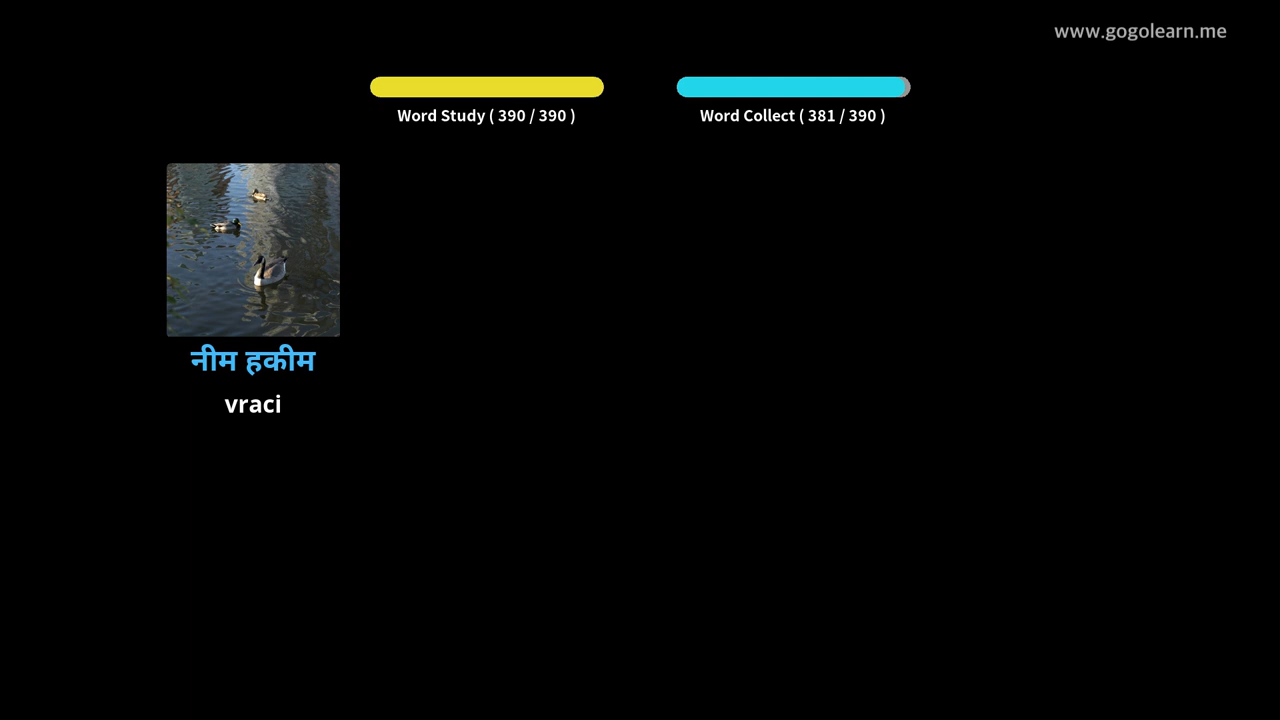 www.gogolearn.me
Word Study ( 390 / 390 )
Word Collect ( 381 / 390 )
नीम हकीम
vraci